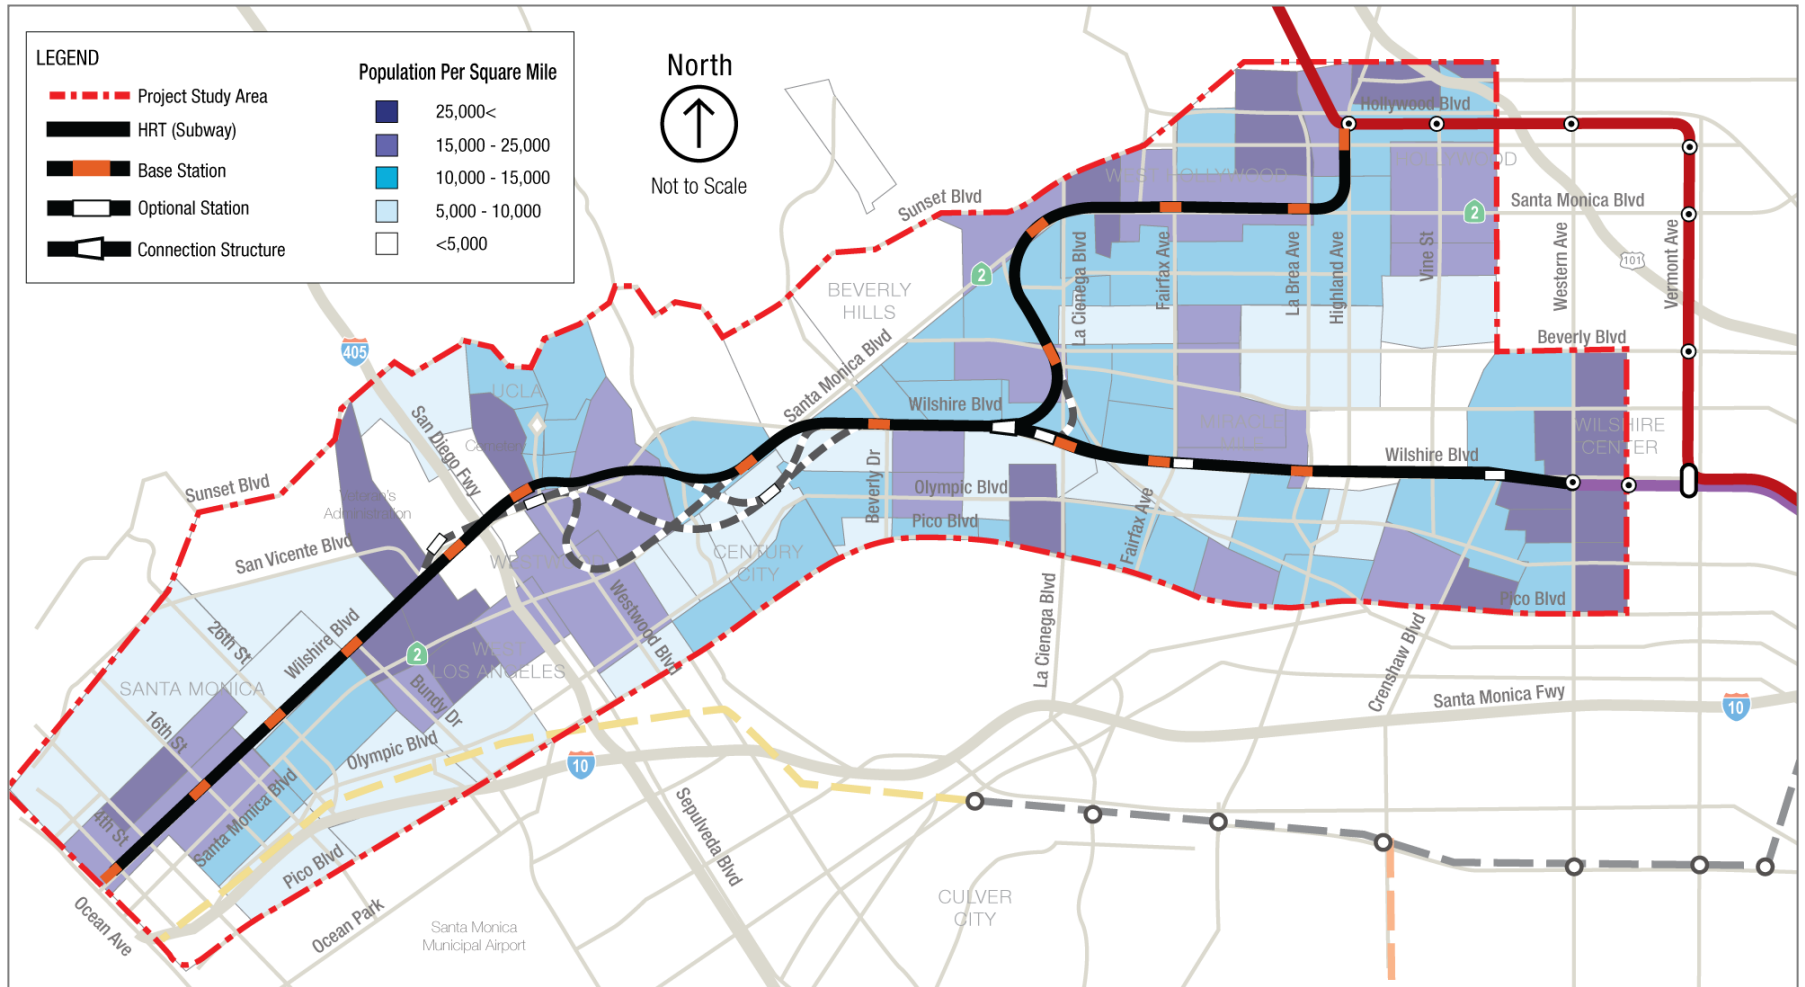 LEGEND
Project Study Area
HRT (Subway)
Base Station
Optional Station
Connection Structure
Population Per Square Mile
25,000<
15,000 - 25,000
10,000 - 15,000
5,000 - 10,000
<5,000
North
Not to Scale
Hollywood Blvd
WEST HOLLYWOOD
HOLLYWOOD
Santa Monica Blvd
2
Sunset Blvd
2
101
BEVERLY
HILLS
La Cienega Blvd
Fairfax Ave
La Brea Ave
Highland Ave
Vine St
Western Ave
Vermont Ave
Beverly Blvd
405
UCLA
Santa Monica Blvd
Wilshire Blvd
San Diego Fwy
Cemetery
WILSHIRE
CENTER
Wilshire Blvd
Sunset Blvd
Veteran's
Administration
Beverly Dr
Olympic Blvd
Pico Blvd
Fairfax Ave
San Vicente Blvd
CENTURY
CITY
Westwood Blvd
La Cienega Blvd
Pico Blvd
26th St
Wilshire Blvd
2
WEST
LOS ANGELES
Crenshaw Blvd
SANTA MONICA
Bundy Dr
Santa Monica Fwy
10
16th St
Olympic Blvd
10
4th St
Santa Monica Blvd
Sepulveda Blvd
Pico Blvd
Ocean Ave
Ocean Park
Santa Monica
Municipal Airport
CULVER
CITY